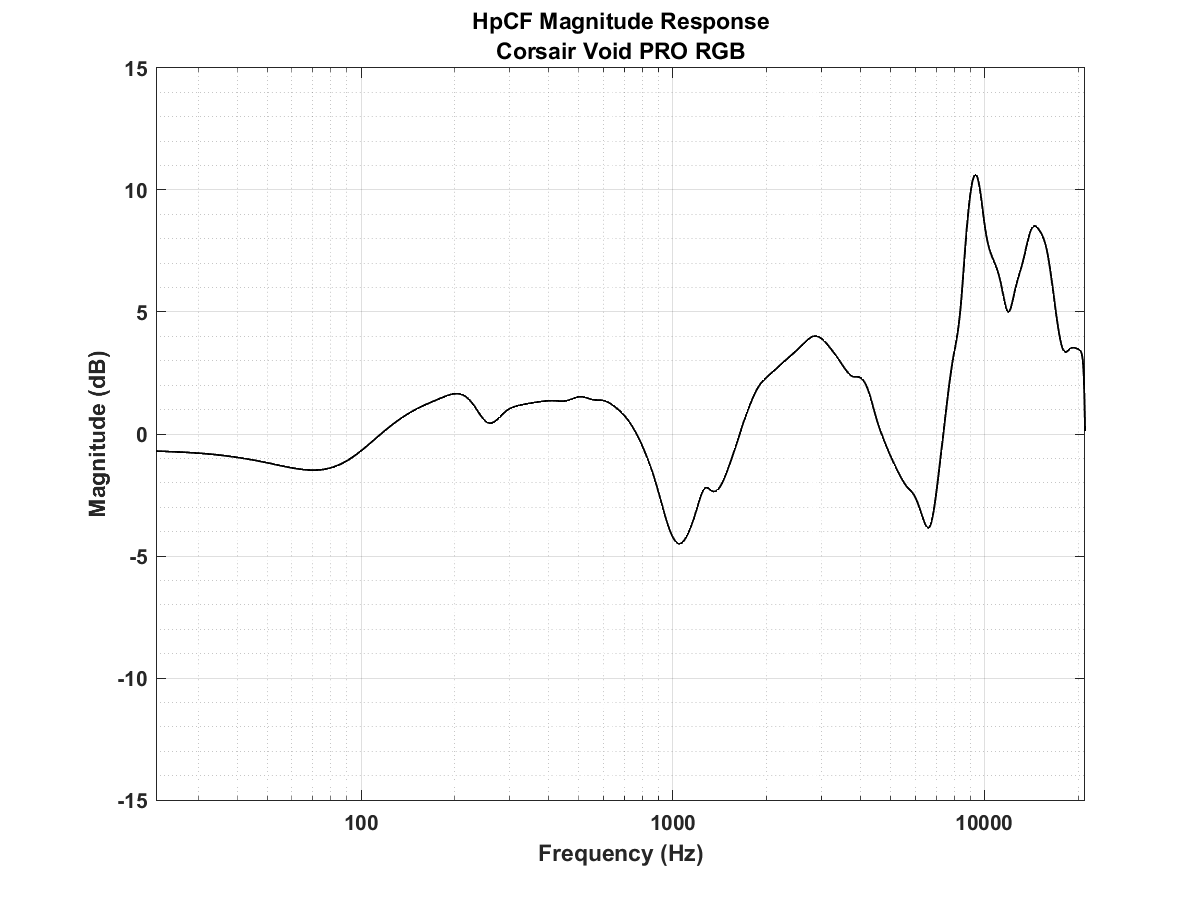 HpCF Magnitude Response
Corsair Void PRO RGB
15
10
5
0
-5
-10
-15
Magnitude (dB)
100 1000 10000
Frequency (Hz)